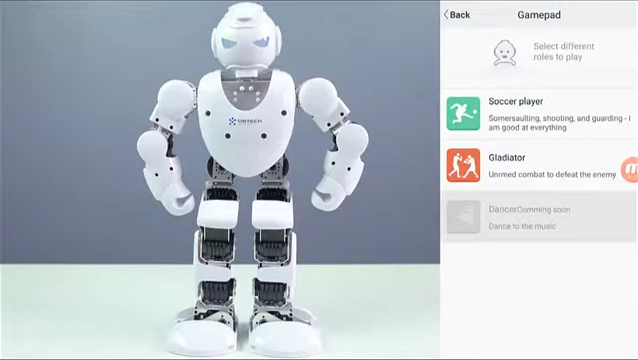 Back
Gamepad
Select different
roles to play
Soccer player
Somersaulting, shooting, and guarding - I
am good at everything
Gladiator
Unrmed combat to defeat the enemy
DancerComming soon
Dance to the music